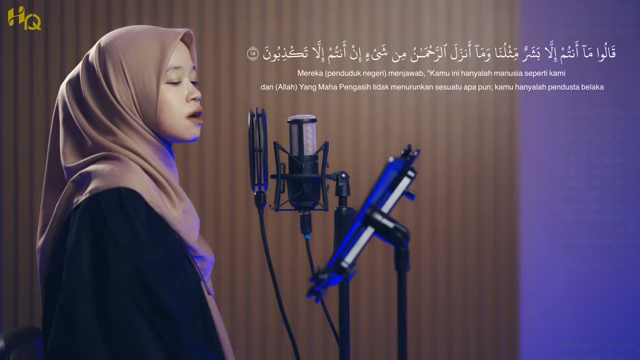 HQ
قَالُوا مَآ أَنتُمْ إِلَّا بَشَرٌ مِّثْلُنَا وَمَآ أَنزَلَ ٱلرَّحْمَـٰنُ مِن شَىْءٍ إِنْ أَنتُمْ إِلَّا تَكْذِبُونَ ١٥
Mereka (penduduk negeri) menjawab, "Kamu ini hanyalah manusia seperti kami
dan (Allah) Yang Maha Pengasih tidak menurunkan sesuatu apa pun; kamu hanyalah pendusta belaka